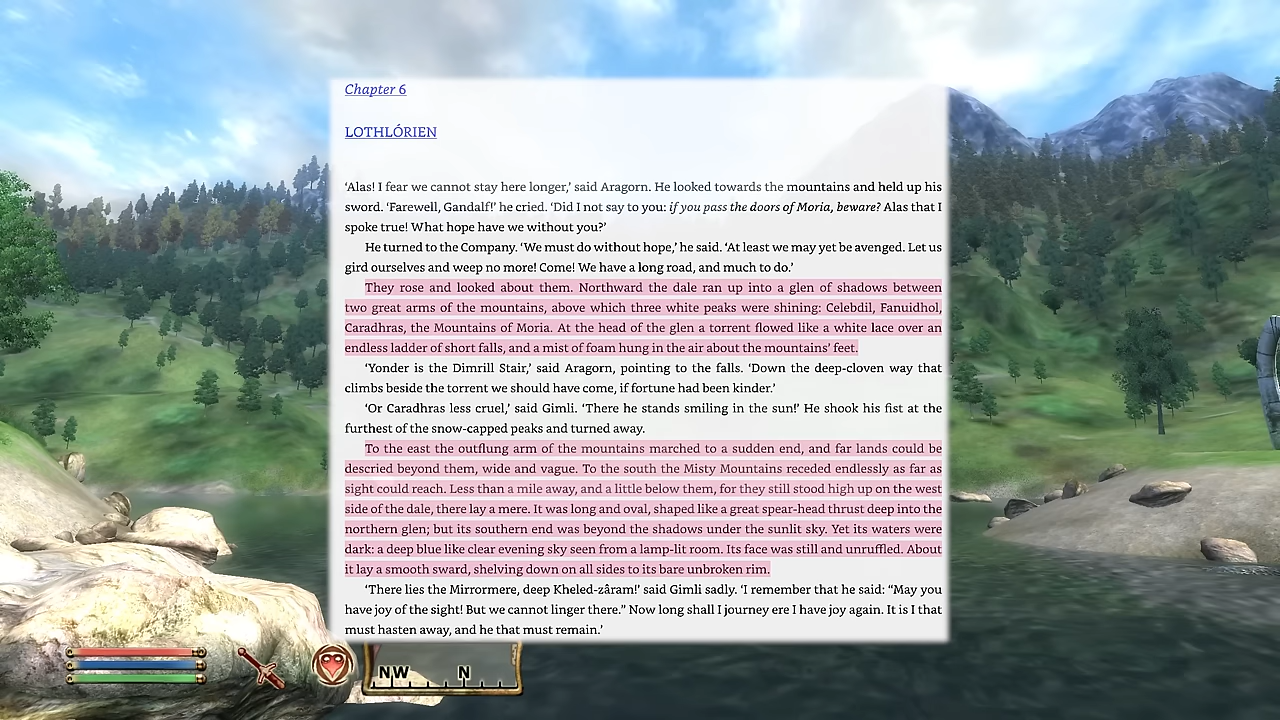 Chapter 6
LOTHLÓRIEN
‘Alas! I fear we cannot stay here longer,’ said Aragorn. He looked towards the mountains and held up his
sword. ‘Farewell, Gandalf!’ he cried. ‘Did I not say to you: if you pass the doors of Moria, beware? Alas that I
spoke true! What hope have we without you?’
He turned to the Company. ‘We must do without hope,’ he said. ‘At least we may yet be avenged. Let us
gird ourselves and weep no more! Come! We have a long road, and much to do.’
They rose and looked about them. Northward the dale ran up into a glen of shadows between
two great arms of the mountains, above which three white peaks were shining: Celebdil, Fanuidhol,
Caradhras, the Mountains of Moria. At the head of the glen a torrent flowed like a white lace over an
endless ladder of short falls, and a mist of foam hung in the air about the mountains’ feet.
‘Yonder is the Dimrill Stair,’ said Aragorn, pointing to the falls. ‘Down the deep-cloven way that
climbs beside the torrent we should have come, if fortune had been kinder.’
‘Or Caradhras less cruel,’ said Gimli. ‘There he stands smiling in the sun!’ He shook his fist at the
furthest of the snow-capped peaks and turned away.
To the east the outflung arm of the mountains marched to a sudden end, and far lands could be
descried beyond them, wide and vague. To the south the Misty Mountains receded endlessly as far as
sight could reach. Less than a mile away, and a little below them, for they still stood high up on the west
side of the dale, there lay a mere. It was long and oval, shaped like a great spear-head thrust deep into the
northern glen; but its southern end was beyond the shadows under the sunlit sky. Yet its waters were
dark: a deep blue like clear evening sky seen from a lamp-lit room. Its face was still and unruffled. About
it lay a smooth sward, shelving down on all sides to its bare unbroken rim.
‘There lies the Mirrormere, deep Kheled-zâram!’ said Gimli sadly. ‘I remember that he said: “May you
have joy of the sight! But we cannot linger there.” Now long shall I journey ere I have joy again. It is I that
must hasten away, and he that must remain.’
NW N